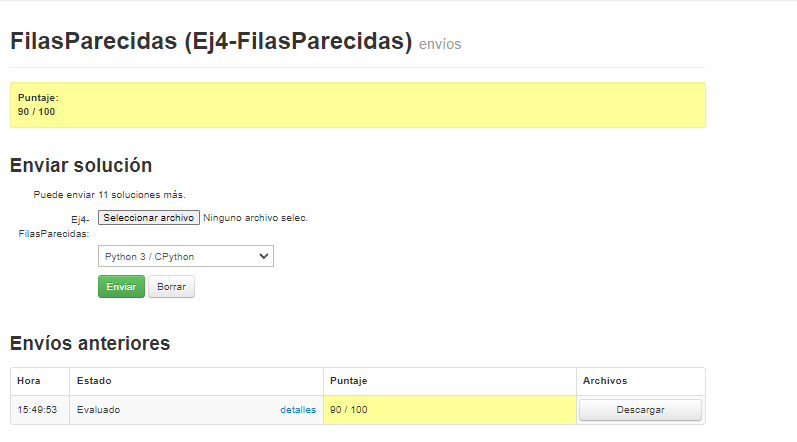 FilasParecidas (Ej4-FilasParecidas) envíos
Puntaje:
90 / 100
Enviar solución
Puede enviar 11 soluciones más.
Ej4-
FilasParecidas:
Seleccionar archivo Ninguno archivo selec.
Python 3 / CPython
Enviar Borrar
Envíos anteriores
Hora Estado Puntaje Archivos
15:49:53 Evaluado detalles 90 / 100 Descargar